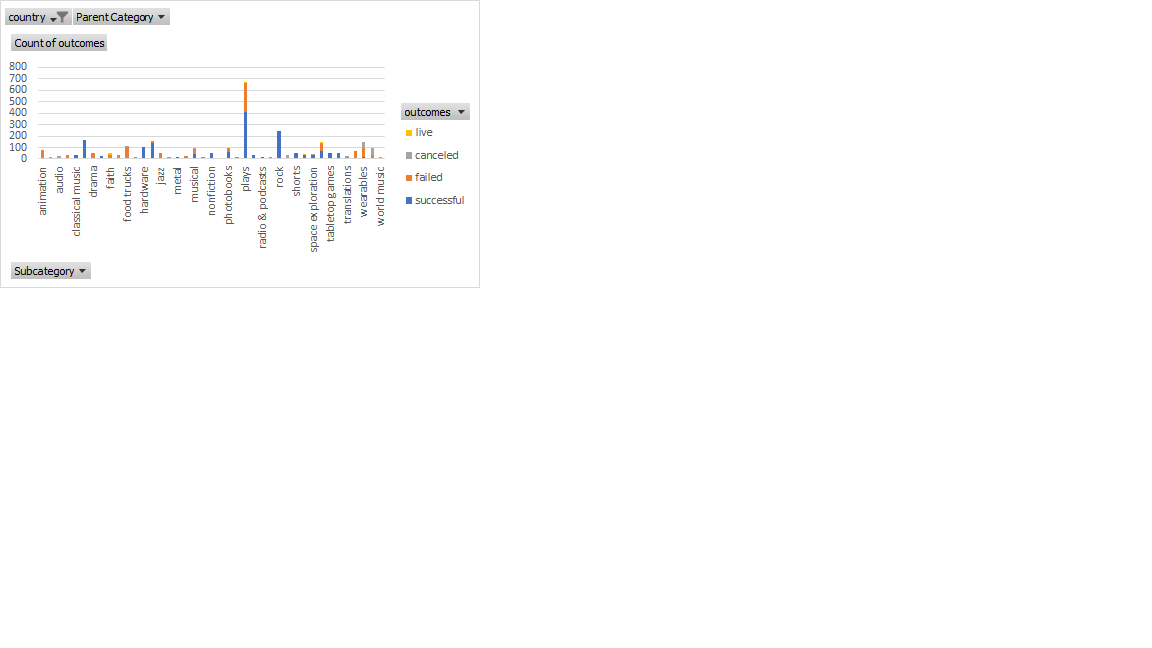 country Parent Category
Count of outcomes
800
700
600
500
400
300
200
100
0
animation
audio
classical music
drama
faith
food trucks
hardware
jazz
metal
musical
nonfiction
photobooks
plays
radio & podcasts
rock
shorts
space exploration
tabletop games
translations
wearables
world music
outcomes
live
canceled
failed
successful
Subcategory